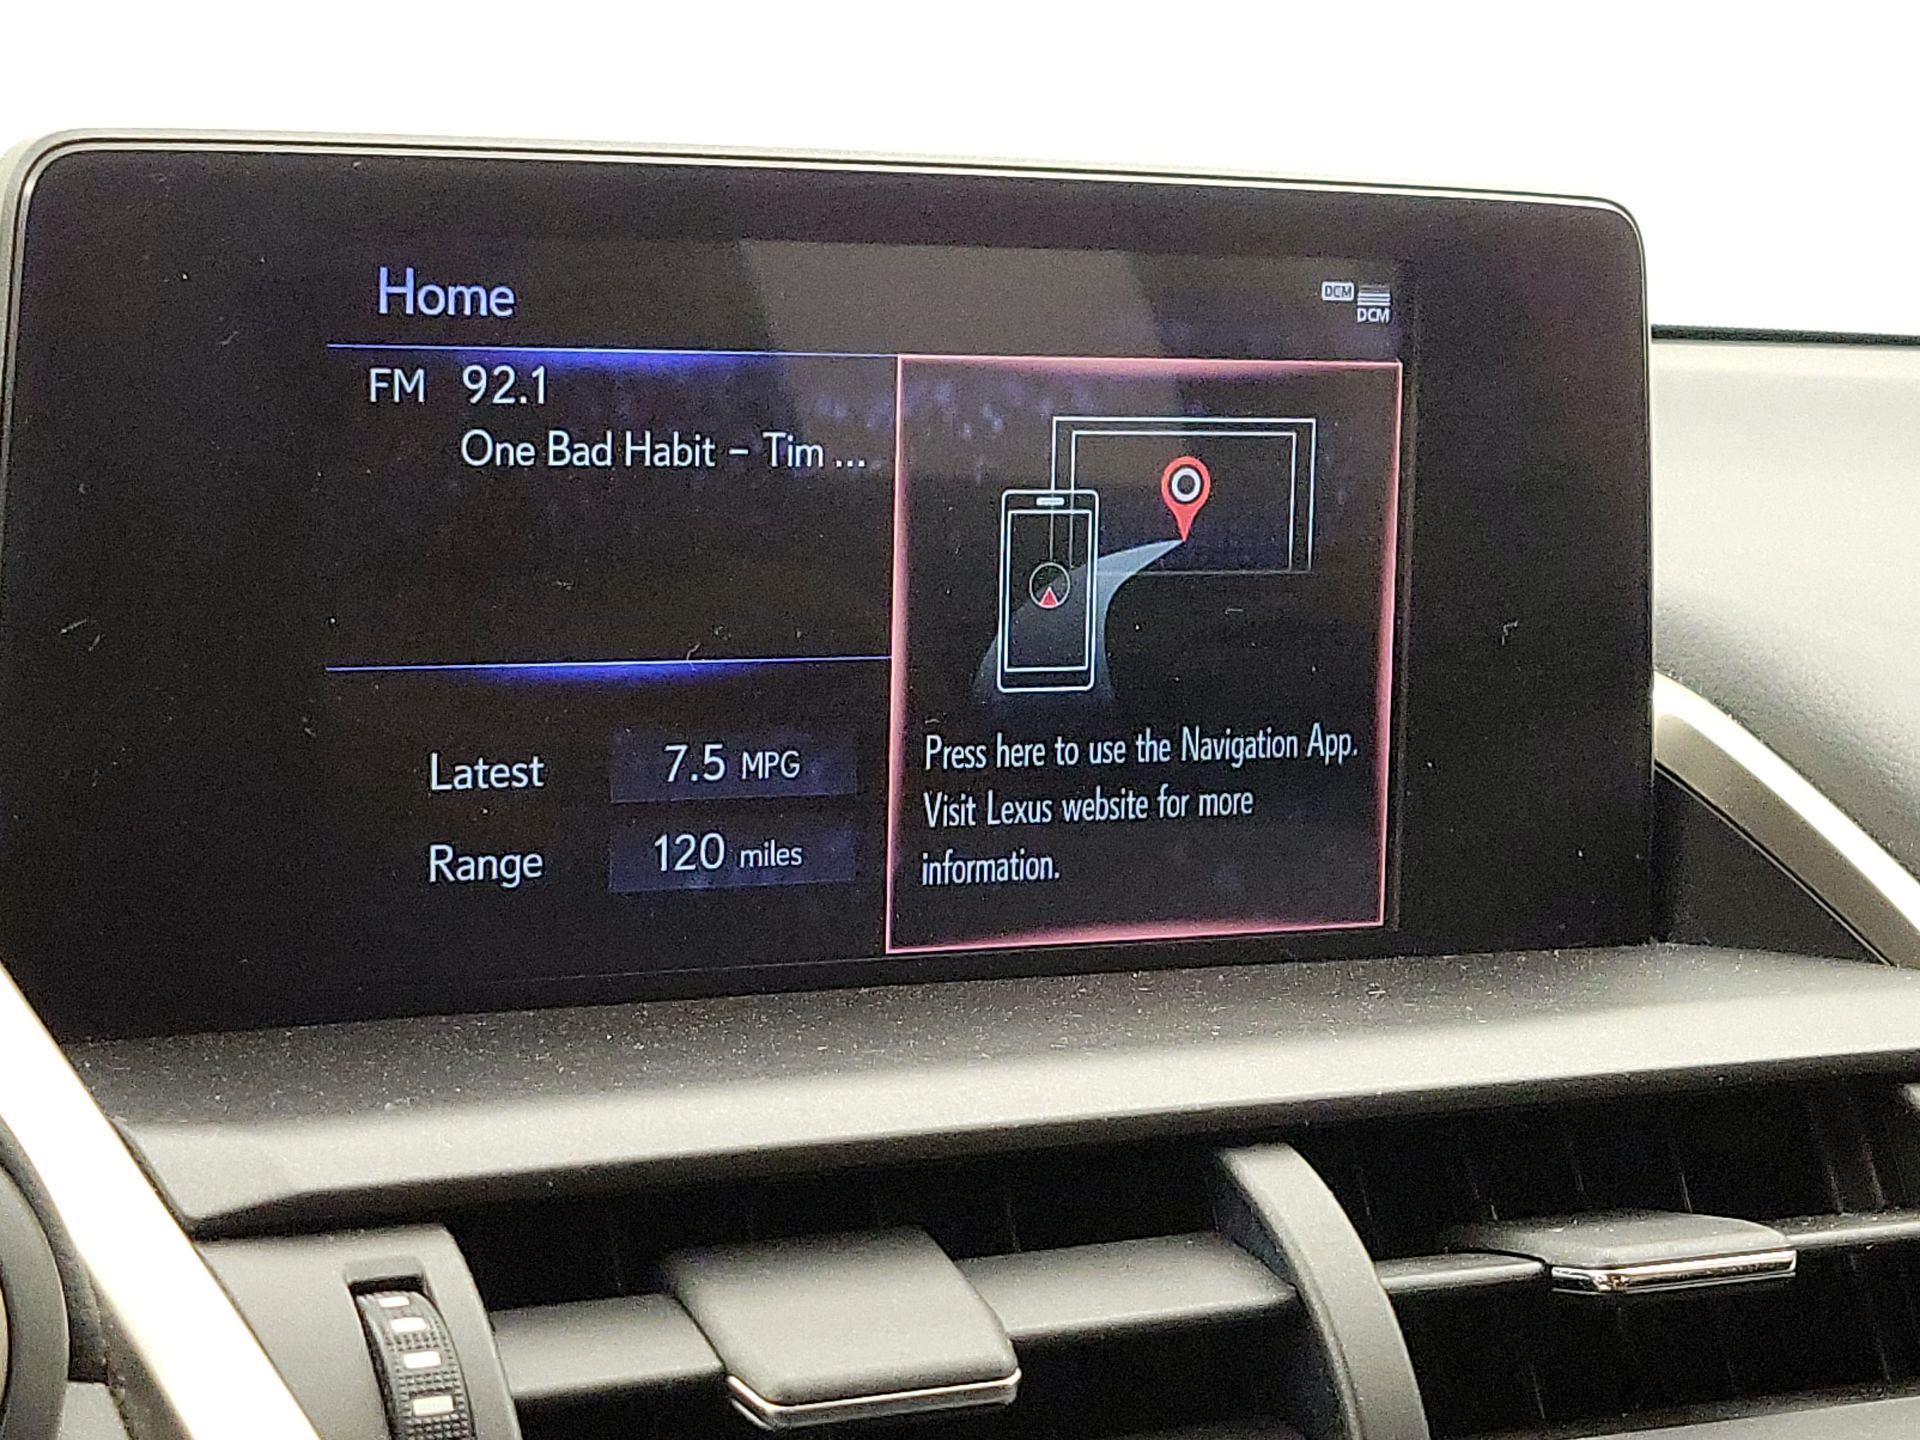 Home
DCM
DCM
FM 92.1
One Bad Habit – Tim ...
Latest 7.5 MPG
Range 120 miles
Press here to use the Navigation App.
Visit Lexus website for more
information.